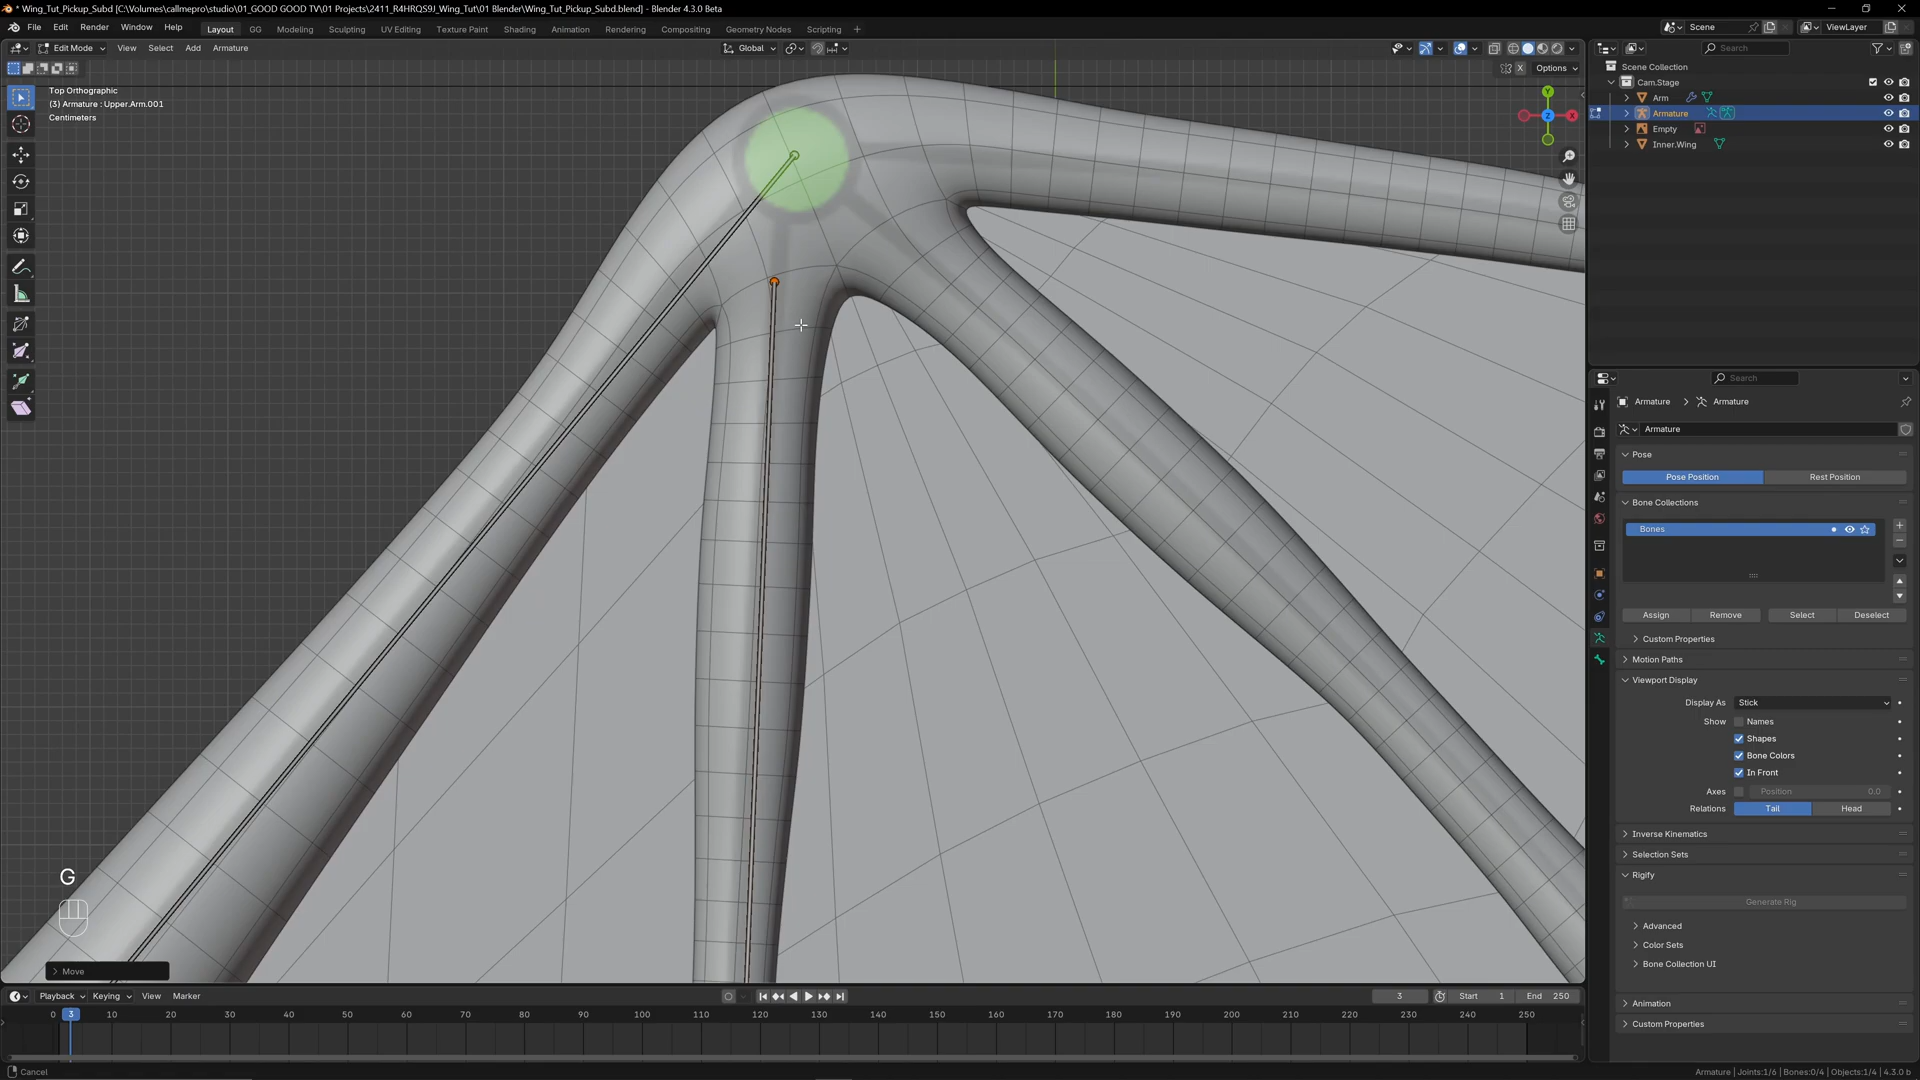 * Wing_Tut_Pickup_Subd [C:\Volumes\callmepro\studio\01_GOOD GOOD TV\01 Projects\2411_R4HRQS9J_Wing_Tut\01 Blender\Wing_Tut_Pickup_Subd.blend] - Blender 4.3.0 Beta
File Edit Render Window Help Layout GG Modeling Sculpting UV Editing Texture Paint Shading Animation Rendering Compositing Geometry Nodes Scripting + Scene ViewLayer
Edit Mode View Select Add Armature Global Search
X Options
Scene Collection
Cam.Stage
Arm
Armature
Empty
Inner.Wing
Top Orthographic
(3) Armature : Upper.Arm.001
Centimeters
Y
Z
X
Search
Armature > Armature
Armature
Pose
Pose Position Rest Position
Bone Collections
Bones
Assign Remove Select Deselect
Custom Properties
Motion Paths
Viewport Display
Display As Stick
Show Names
Shapes
Bone Colors
In Front
Axes Position 0.0
Relations Tail Head
Inverse Kinematics
Selection Sets
Rigify
Generate Rig
Advanced
Color Sets
Bone Collection UI
Animation
Custom Properties
G
Move
Playback Keying View Marker 3 Start 1 End 250
0 3 10 20 30 40 50 60 70 80 90 100 110 120 130 140 150 160 170 180 190 200 210 220 230 240 250
Cancel Armature | Joints:1/6 | Bones:0/4 | Objects:1/4 | 4.3.0 b